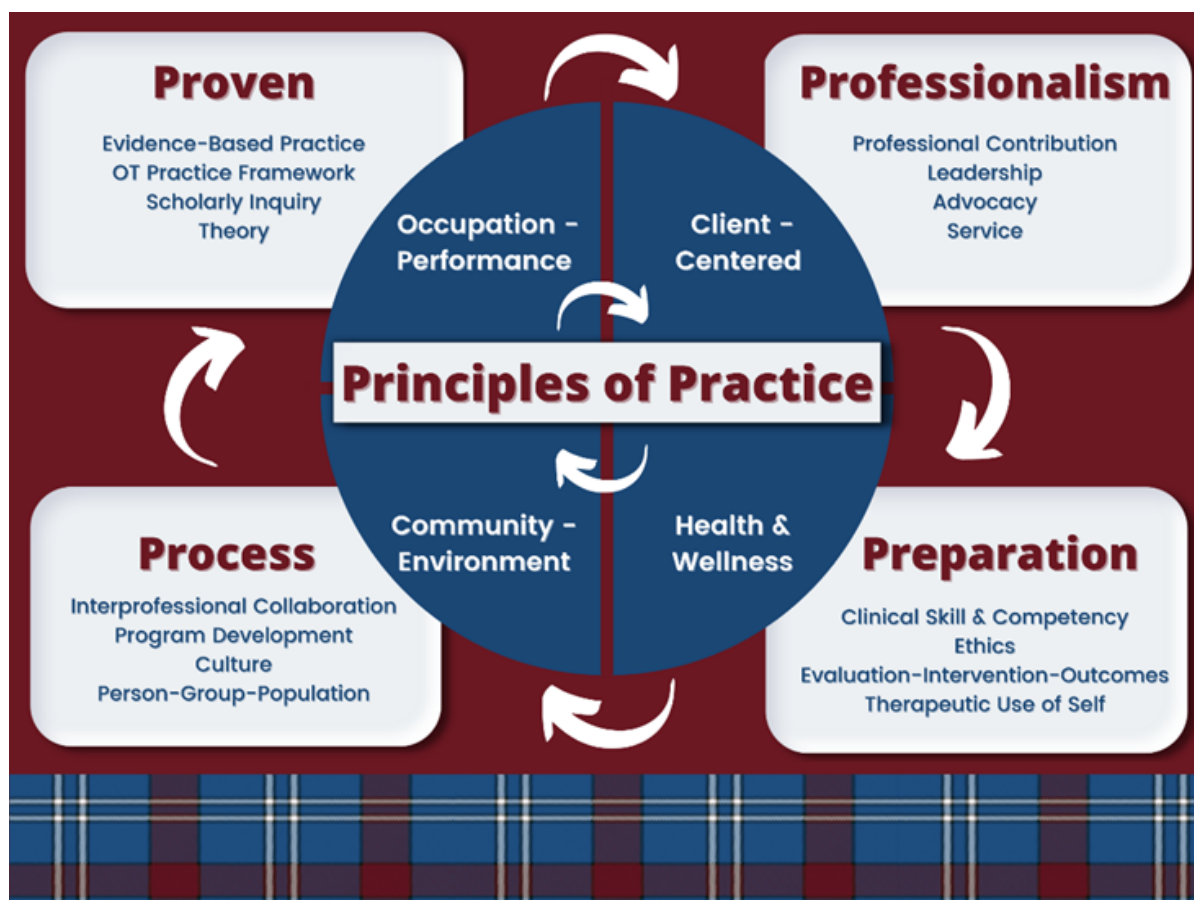 Proven
Evidence-Based Practice
OT Practice Framework
Scholarly Inquiry
Theory
Professionalism
Professional Contribution
Leadership
Advocacy
Service
Occupation -
Performance
Client -
Centered
Principles of Practice
Community -
Environment
Health &
Wellness
Process
Interprofessional Collaboration
Program Development
Culture
Person-Group-Population
Preparation
Clinical Skill & Competency
Ethics
Evaluation-Intervention-Outcomes
Therapeutic Use of Self